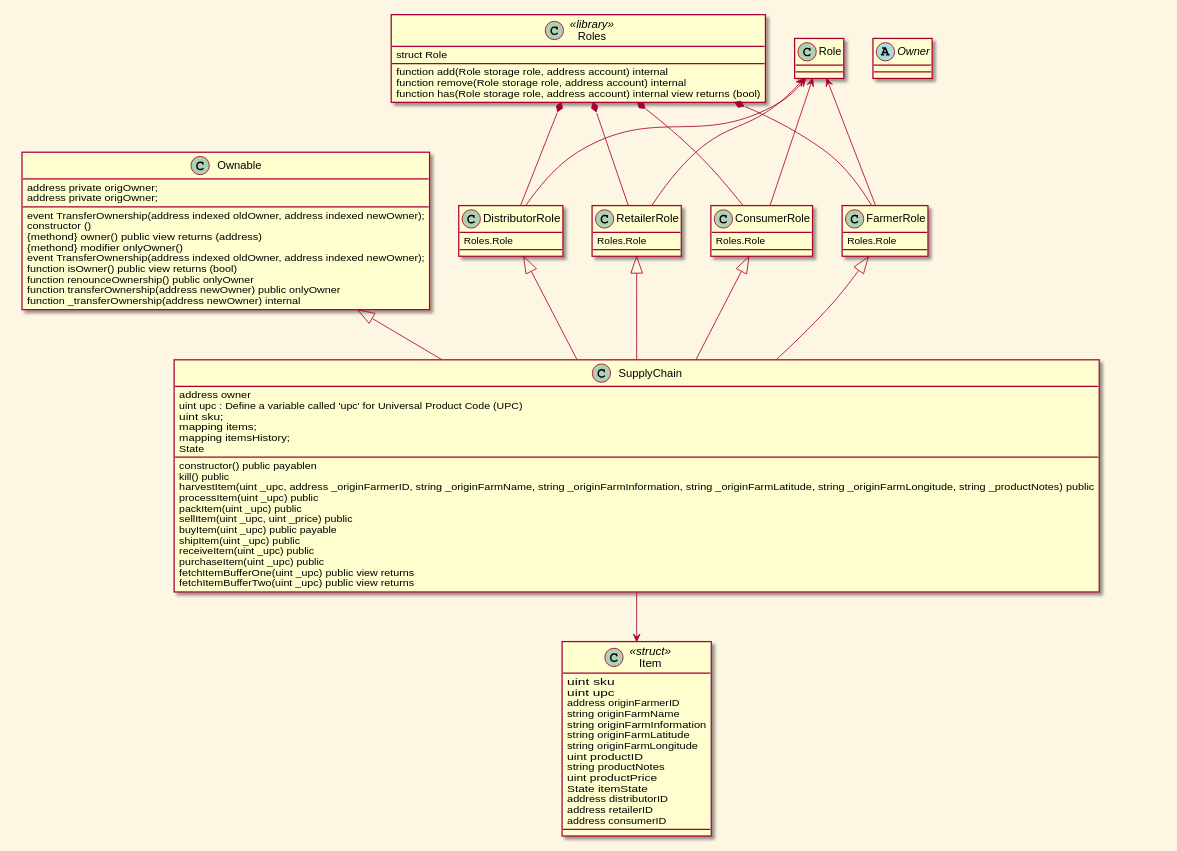 «library»
C
Roles
struct Role
function add(Role storage role, address account) internal
function remove(Role storage role, address account) internal
function has(Role storage role, address account) internal view returns (bool)
C Role
A Owner
C Ownable
address private origOwner;
address private origOwner;
event TransferOwnership(address indexed oldOwner, address indexed newOwner);
constructor ()
{methond} owner() public view returns (address)
{methond} modifier onlyOwner()
event TransferOwnership(address indexed oldOwner, address indexed newOwner);
function isOwner() public view returns (bool)
function renounceOwnership() public onlyOwner
function transferOwnership(address newOwner) public onlyOwner
function _transferOwnership(address newOwner) internal
C DistributorRole
Roles.Role
C RetailerRole
Roles.Role
C ConsumerRole
Roles.Role
C FarmerRole
Roles.Role
C SupplyChain
address owner
uint upc : Define a variable called 'upc' for Universal Product Code (UPC)
uint sku;
mapping items;
mapping itemsHistory;
State
constructor() public payablen
kill() public
harvestItem(uint _upc, address _originFarmerID, string _originFarmName, string _originFarmInformation, string _originFarmLatitude, string _originFarmLongitude, string _productNotes) public
processItem(uint _upc) public
packItem(uint _upc) public
sellItem(uint _upc, uint _price) public
buyItem(uint _upc) public payable
shipItem(uint _upc) public
receiveItem(uint _upc) public
purchaseItem(uint _upc) public
fetchItemBufferOne(uint _upc) public view returns
fetchItemBufferTwo(uint _upc) public view returns
«struct»
C
Item
uint sku
uint upc
address originFarmerID
string originFarmName
string originFarmInformation
string originFarmLatitude
string originFarmLongitude
uint productID
string productNotes
uint productPrice
State itemState
address distributorID
address retailerID
address consumerID